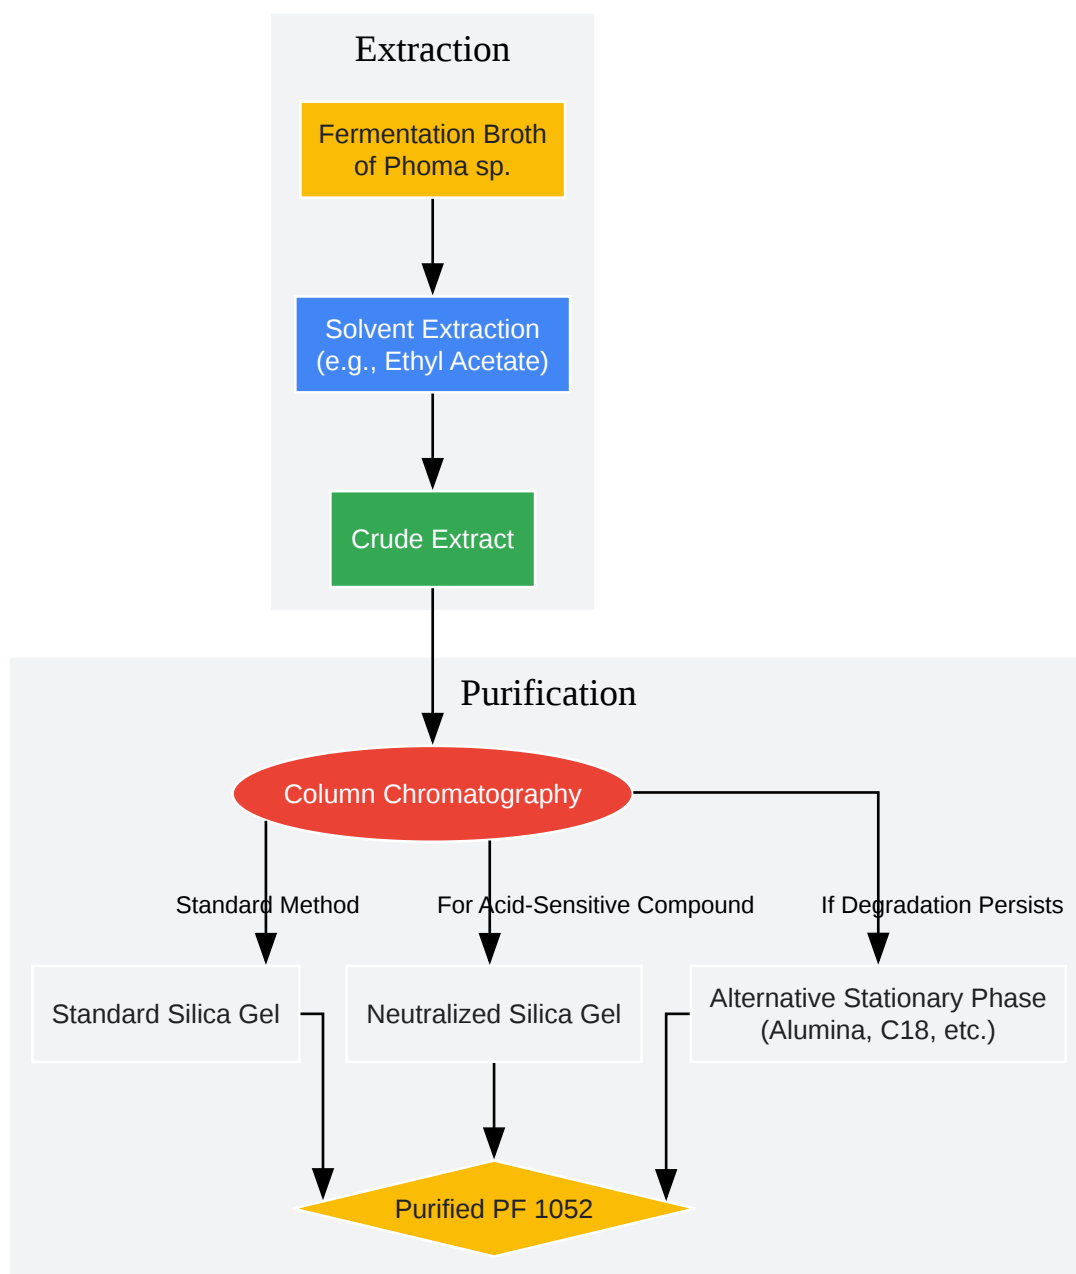 Extraction
Fermentation Broth
of Phoma sp.
Solvent Extraction
(e.g., Ethyl Acetate)
Crude Extract
Purification
Column Chromatography
Standard Method
For Acid-Sensitive Compound
If Degradation Persists
Standard Silica Gel
Neutralized Silica Gel
Alternative Stationary Phase
(Alumina, C18, etc.)
Purified PF 1052